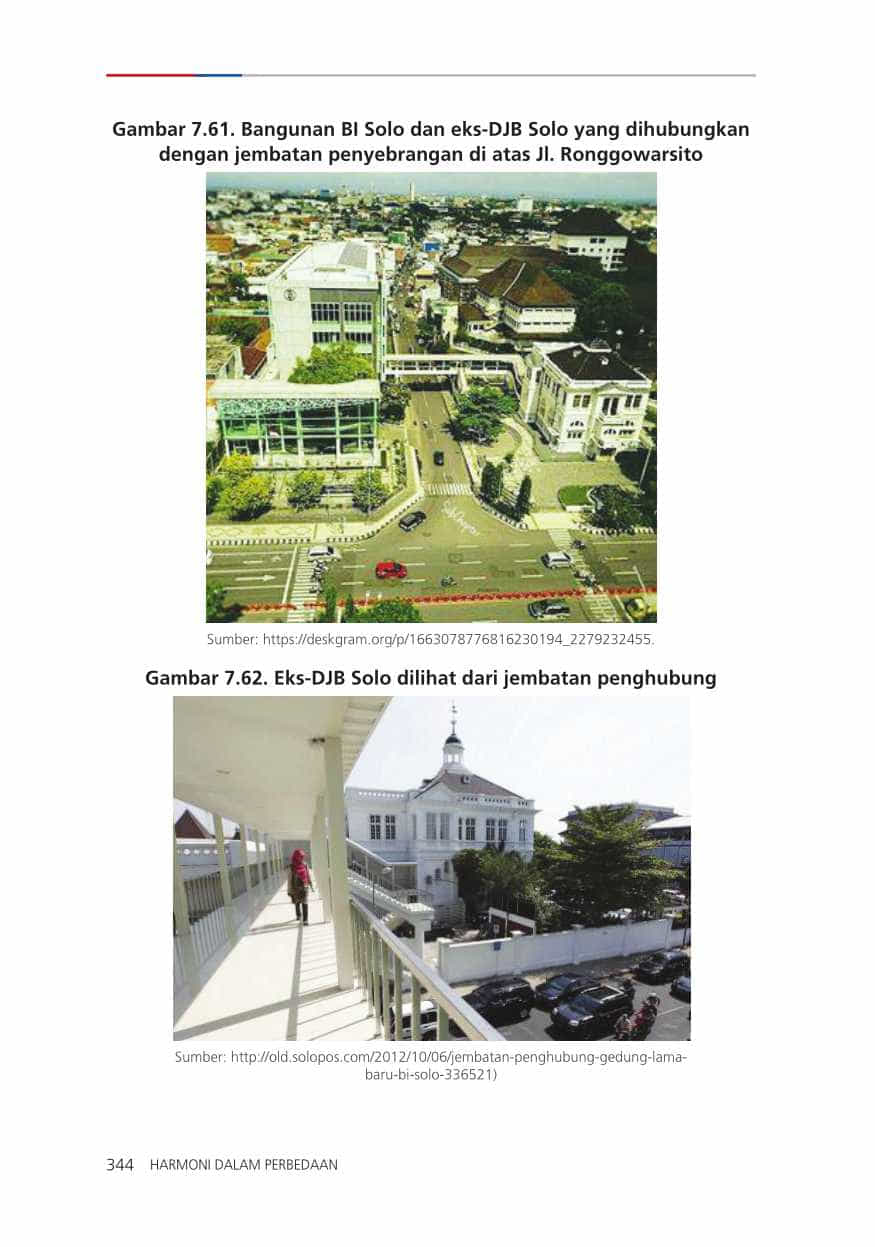 Gambar 7.61. Bangunan BI Solo dan eks-DJB Solo yang dihubungkan
dengan jembatan penyebrangan di atas Jl. Ronggowarsito
Sumber: https://deskgram.org/p/1663078776816230194_2279232455.
Gambar 7.62. Eks-DJB Solo dilihat dari jembatan penghubung
Sumber: http://old.solopos.com/2012/10/06/jembatan-penghubung-gedung-lama-
baru-bi-solo-336521)
344 HARMONI DALAM PERBEDAAN